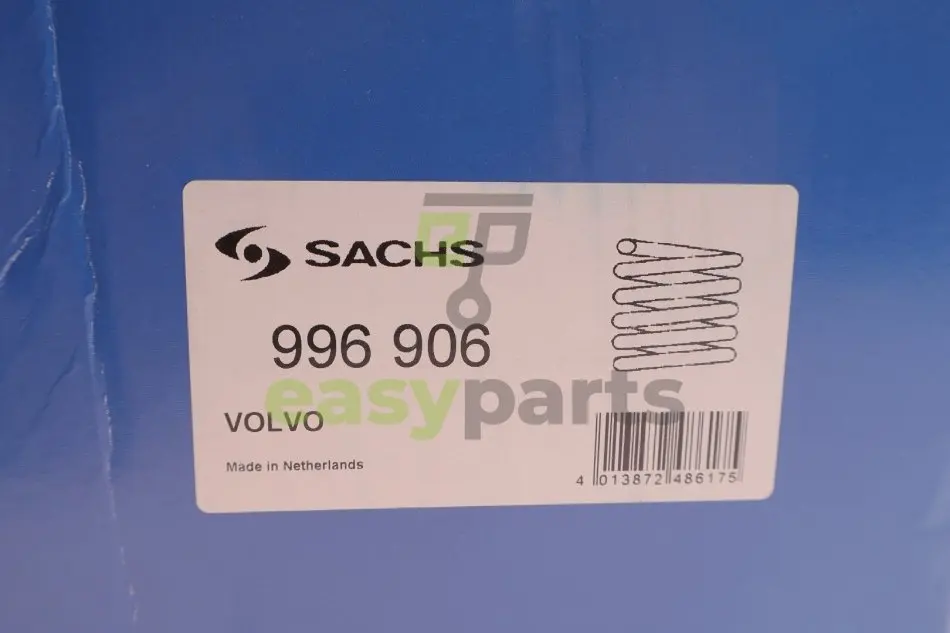 SACHS
996 906
easyparts
VOLVO
Made in Netherlands
4 013872 486175